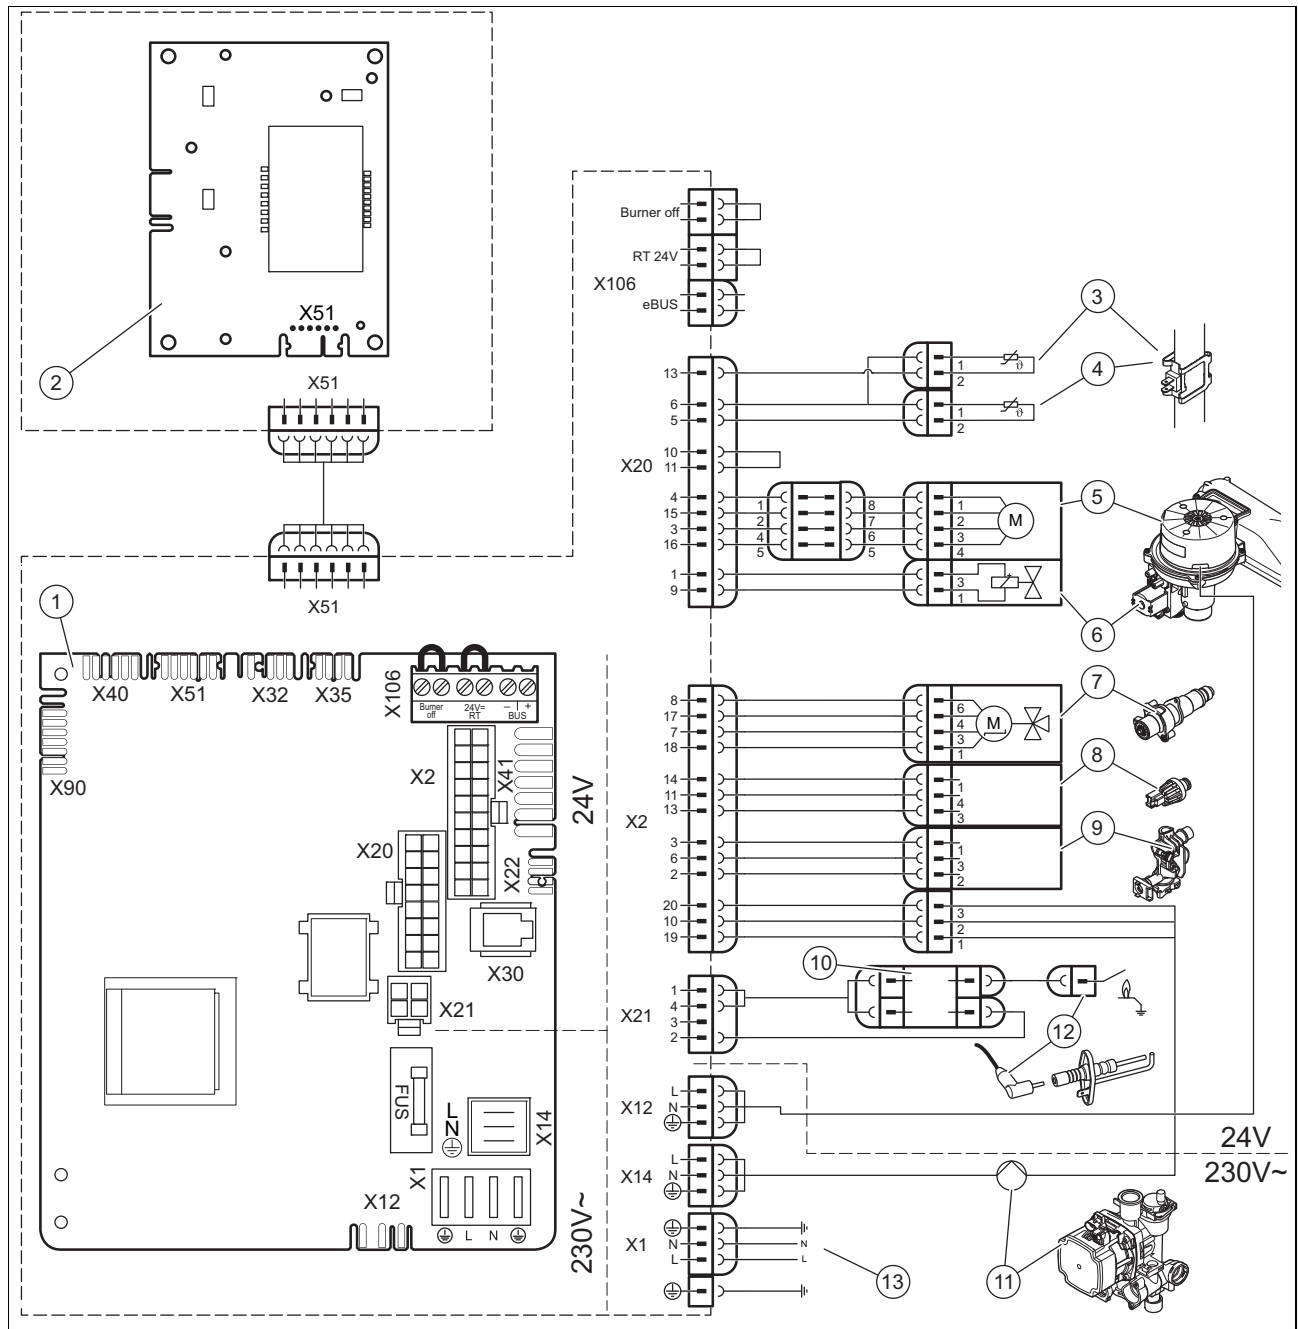 X51
2
X51
X51
Burner off
RT 24V
X106
eBUS
13
6
5
X20
10
11
4
15
3
16
1
9
1
2
ϑ
3
1
2
ϑ
4
1
2
4
5
8
7
6
5
1
2
3
4
M
5
3
1
6
1
X40
X51
X32
X35
X106
Burner off
24V= RT
– | + BUS
X90
X2
X41
X20
X22
X30
X21
FUS
L
N
X14
X1
X12
L N
24V
230V~
X2
8
17
7
18
6
4
3
1
M
7
14
11
13
1
4
3
8
3
6
2
1
3
2
9
20
10
19
3
2
1
X21
1
4
3
2
10
12
X12
L
N
24V
230V~
X14
L
N
11
X1
N
L
N
L
13